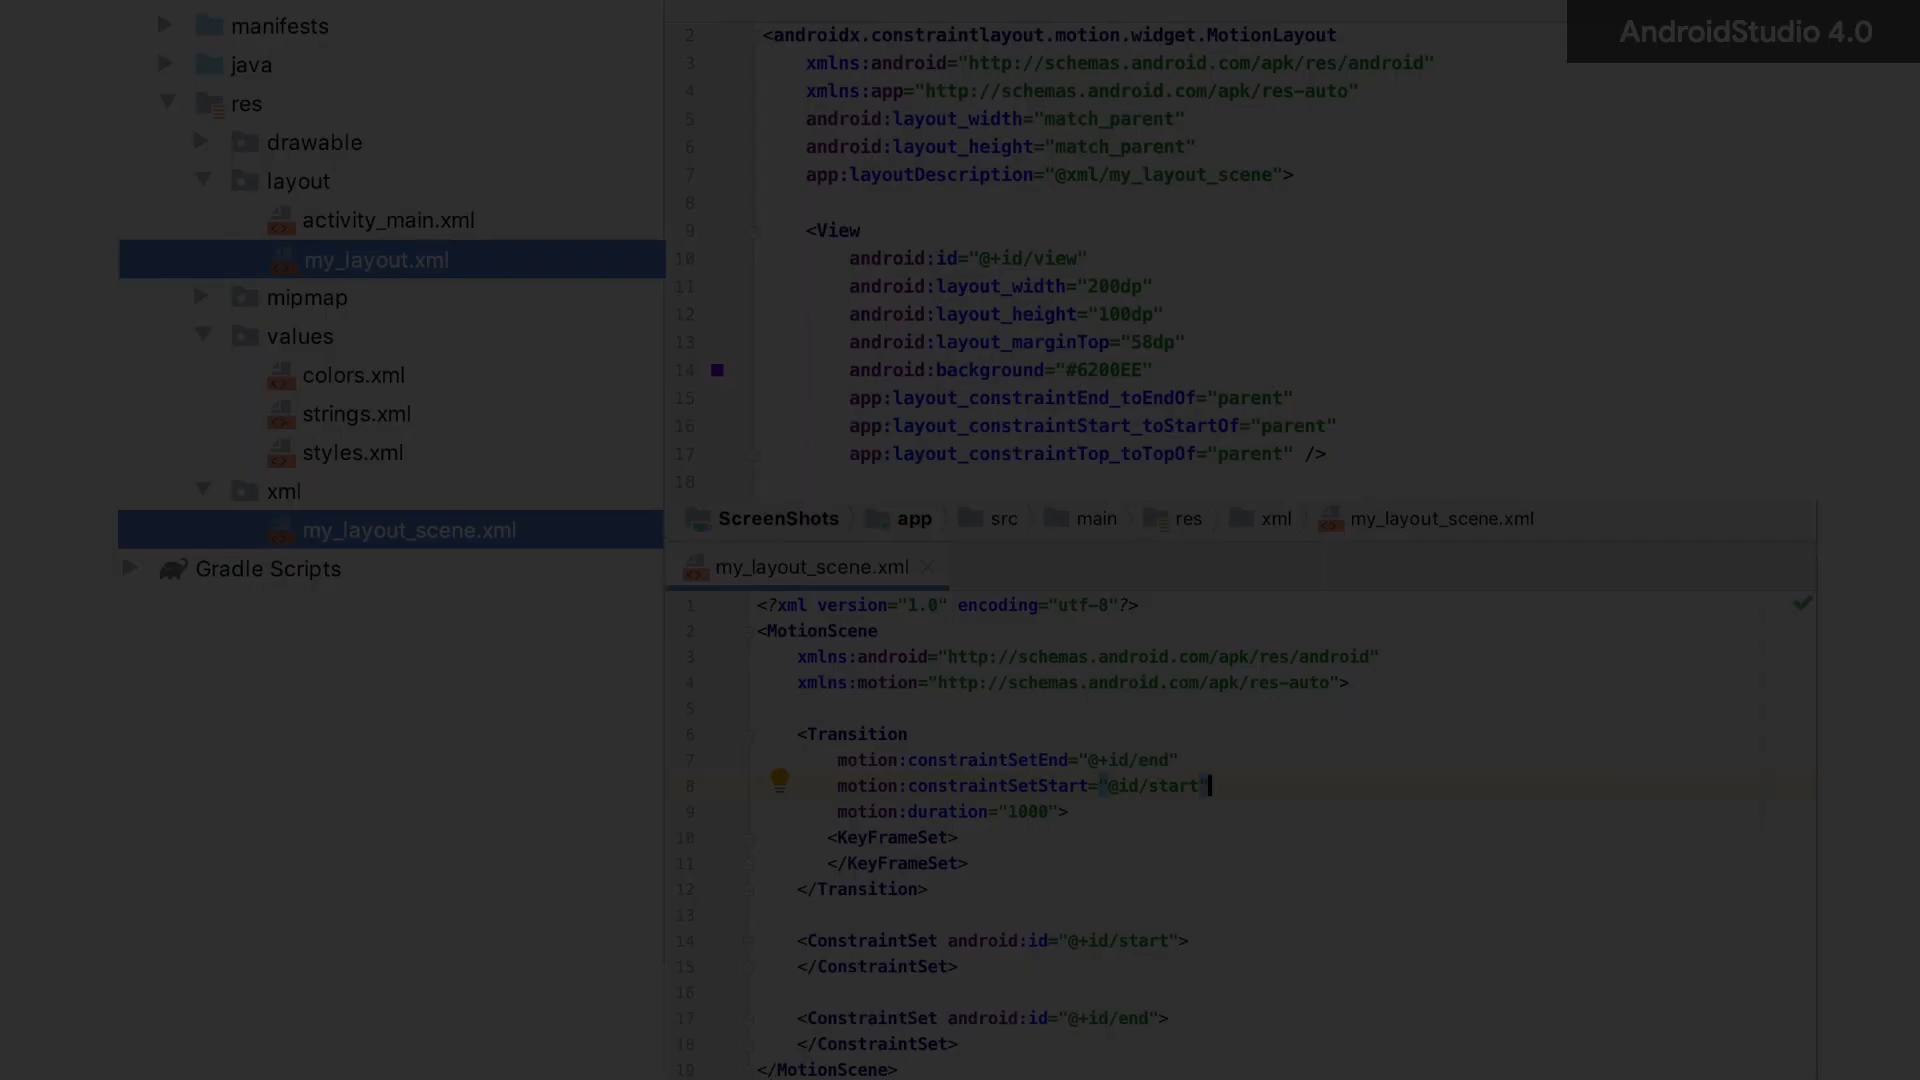 AndroidStudio 4.0
manifests
java
res
drawable
layout
activity_main.xml
my_layout.xml
mipmap
values
colors.xml
strings.xml
styles.xml
xml
my_layout_scene.xml
Gradle Scripts
2 <androidx.constraintlayout.motion.widget.MotionLayout
3 xmlns:android="http://schemas.android.com/apk/res/android"
4 xmlns:app="http://schemas.android.com/apk/res-auto"
5 android:layout_width="match_parent"
6 android:layout_height="match_parent"
7 app:layoutDescription="@xml/my_layout_scene">
8
9 <View
10 android:id="@+id/view"
11 android:layout_width="200dp"
12 android:layout_height="100dp"
13 android:layout_marginTop="58dp"
14 android:background="#6200EE"
15 app:layout_constraintEnd_toEndOf="parent"
16 app:layout_constraintStart_toStartOf="parent"
17 app:layout_constraintTop_toTopOf="parent" />
18
ScreenShots app src main res xml my_layout_scene.xml
my_layout_scene.xml
1 <?xml version="1.0" encoding="utf-8"?>
2 <MotionScene
3 xmlns:android="http://schemas.android.com/apk/res/android"
4 xmlns:motion="http://schemas.android.com/apk/res-auto">
5
6 <Transition
7 motion:constraintSetEnd="@+id/end"
8 motion:constraintSetStart="@id/start"
9 motion:duration="1000">
10 <KeyFrameSet>
11 </KeyFrameSet>
12 </Transition>
13
14 <ConstraintSet android:id="@+id/start">
15 </ConstraintSet>
16
17 <ConstraintSet android:id="@+id/end">
18 </ConstraintSet>
19 </MotionScene>